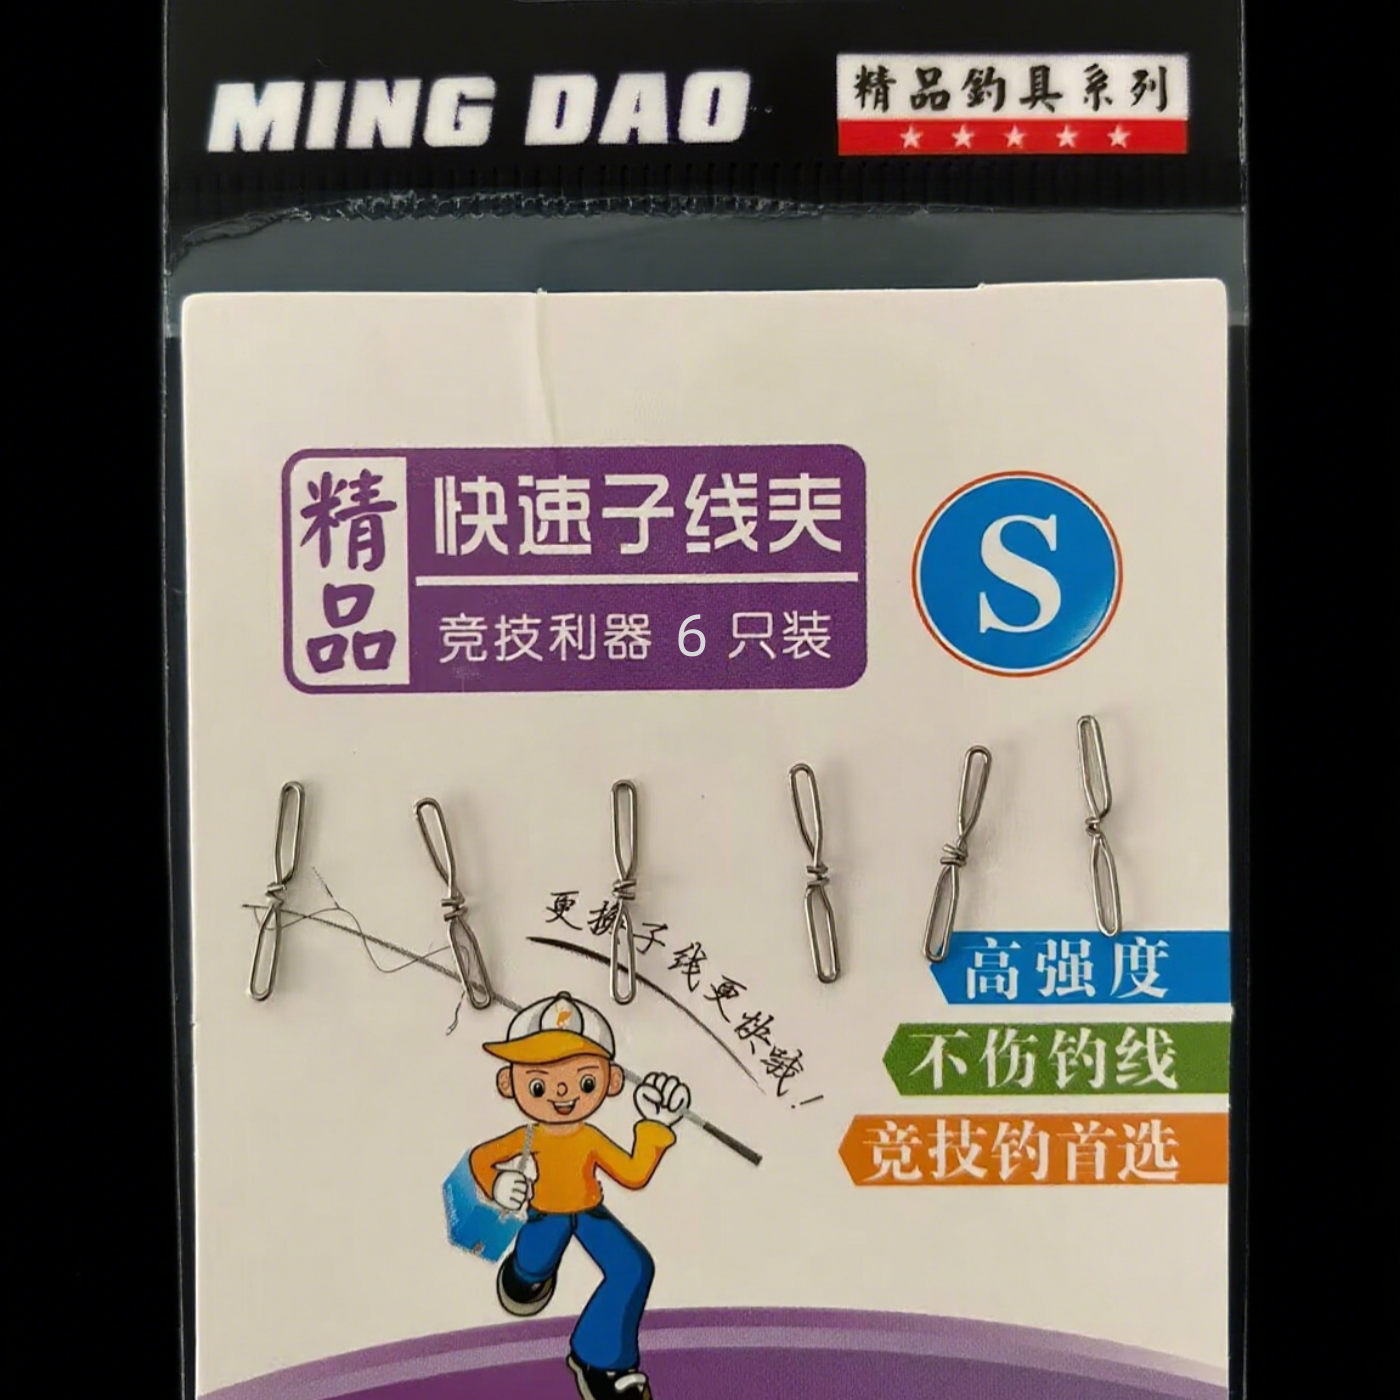 MING DAO
精品钓具系列
精品
快速子线夹
竞技利器 6 只装
S
更换子线更快哦！
高强度
不伤钓线
竞技钓首选